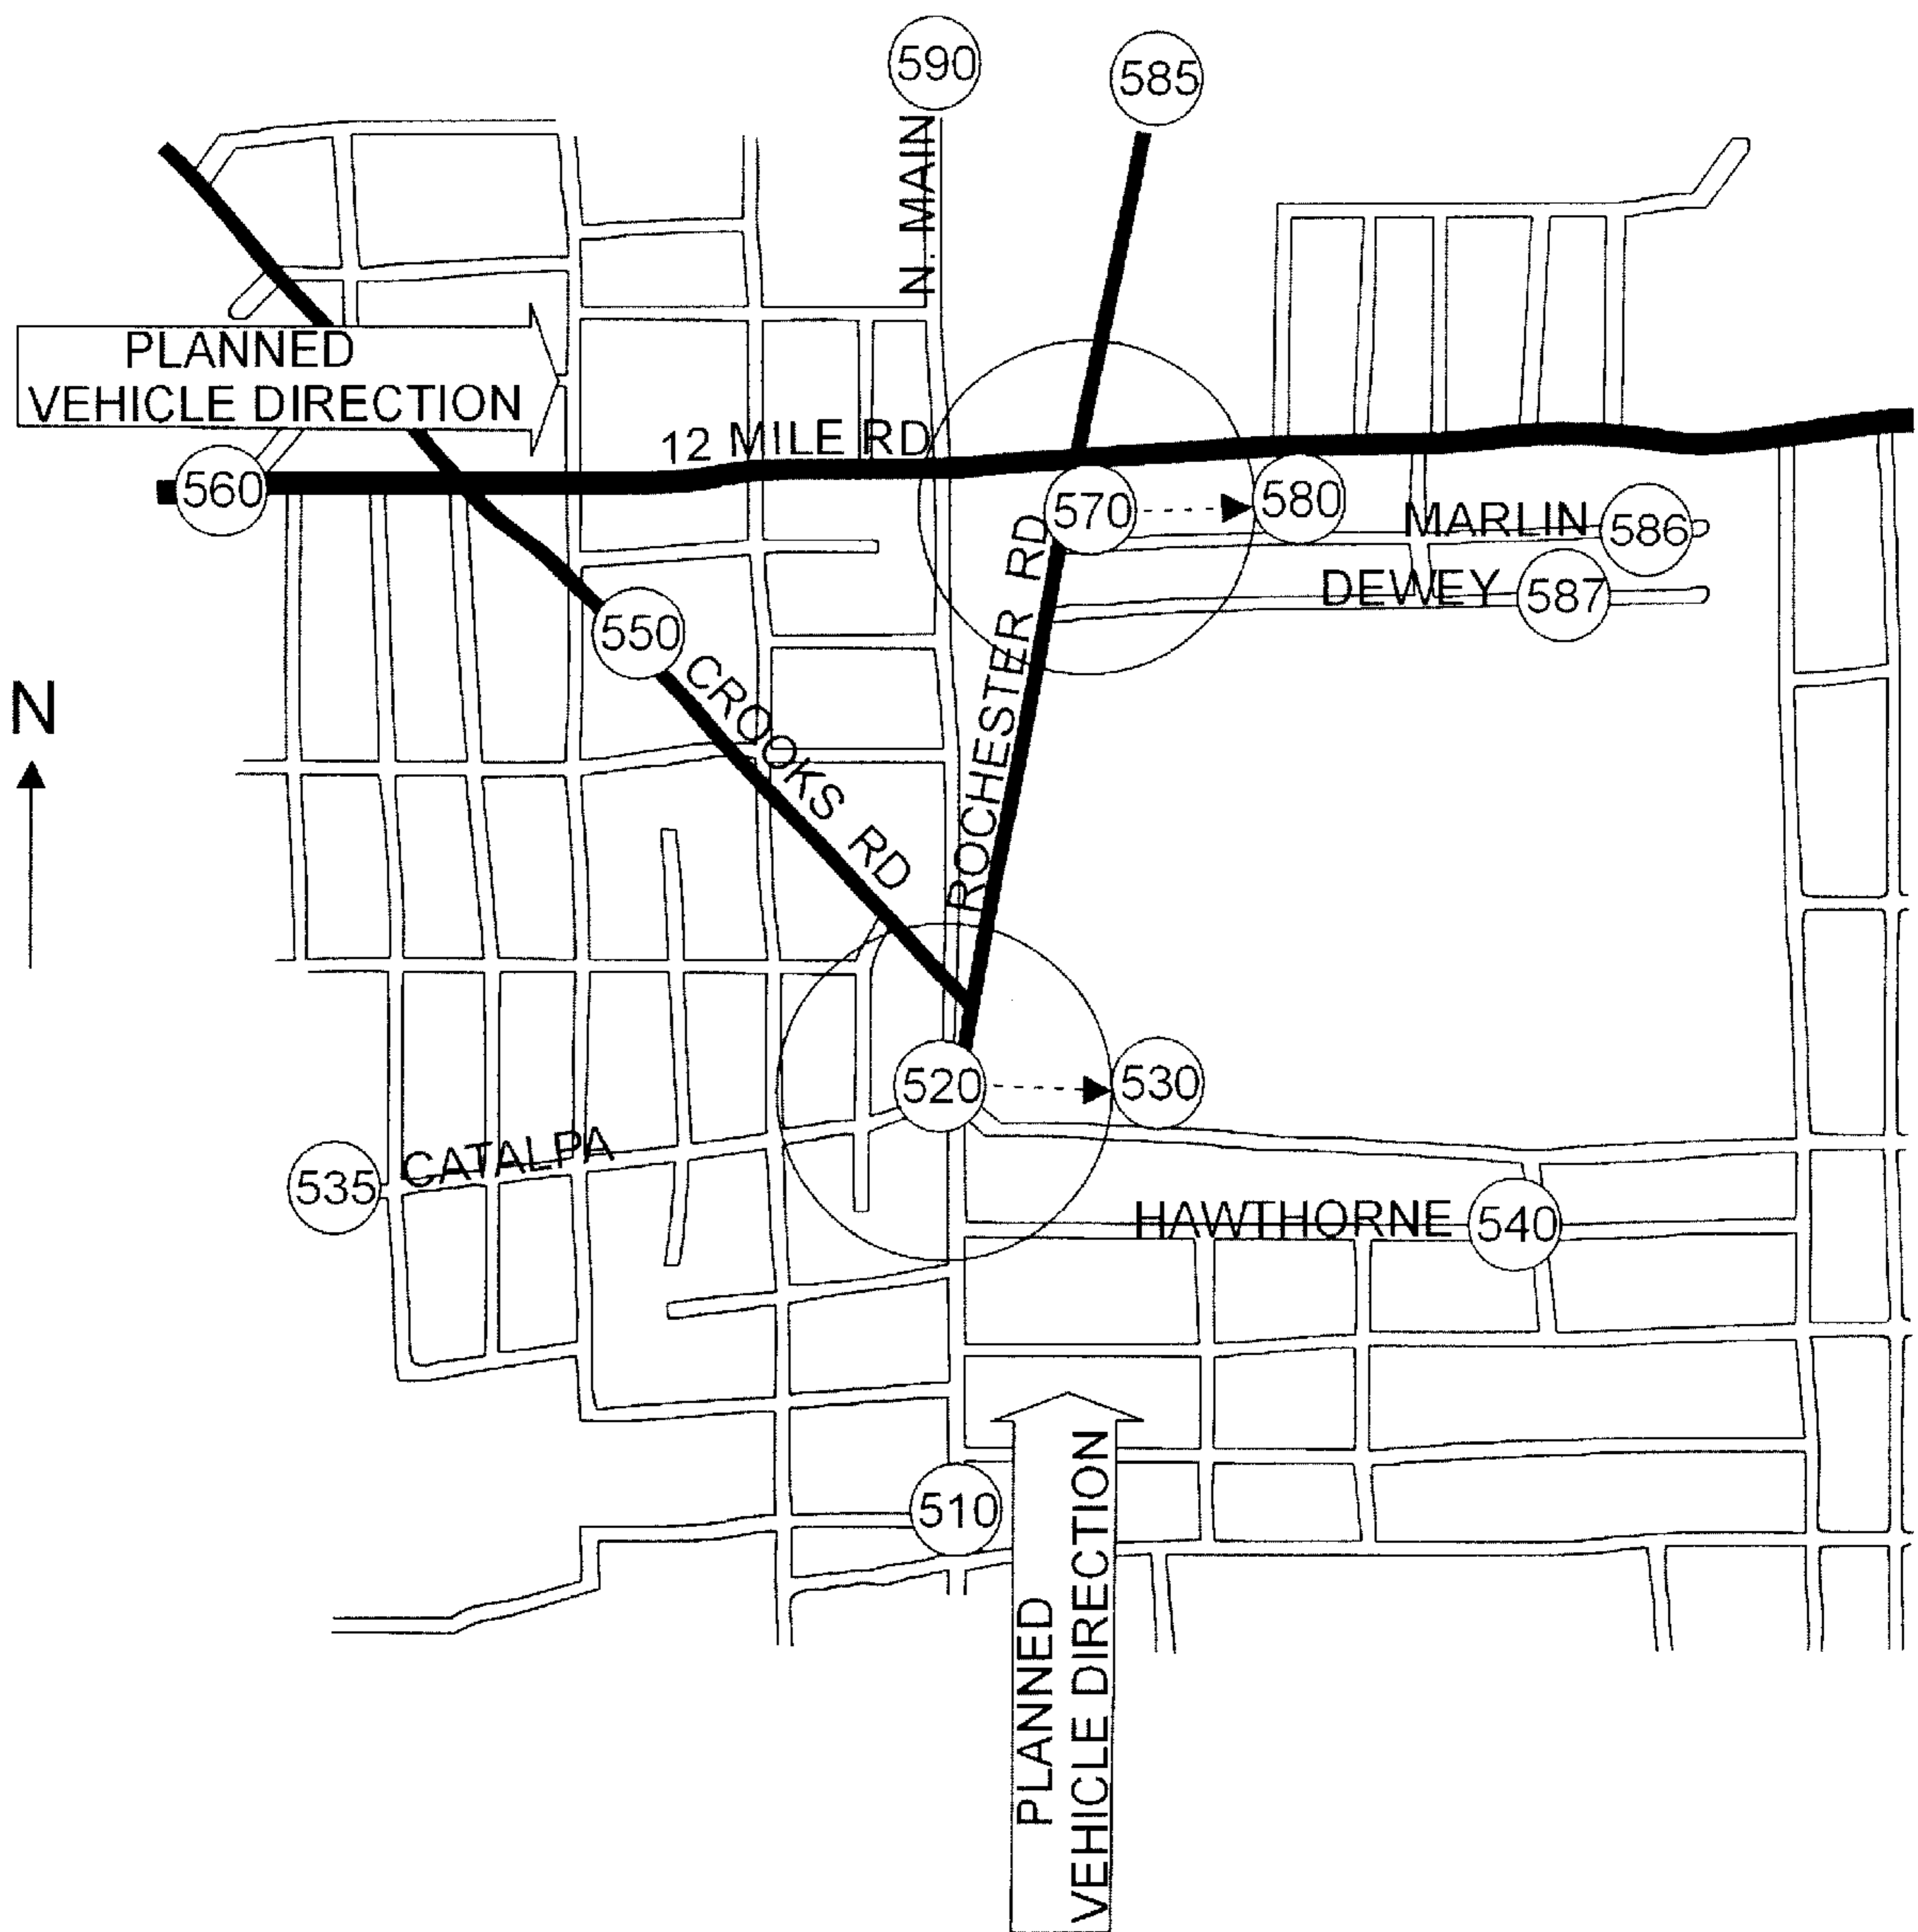 590
585
N. MAIN
PLANNED
VEHICLE DIRECTION
12 MILE RD
560
570
580
MARLIN
586
DEWEY
587
ROCHESTER RD
550
CROOKS RD
N
520
530
CATALPA
535
HAWTHORNE
540
510
PLANNED
VEHICLE DIRECTION